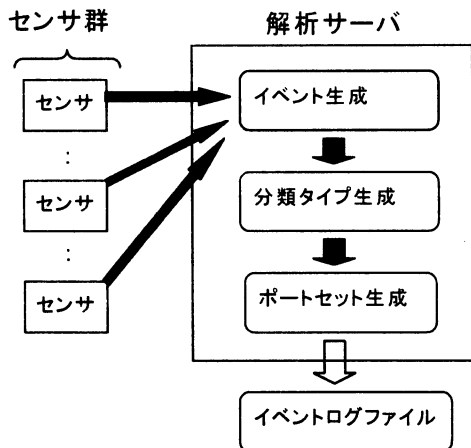 センサ群
解析サーバ
センサ
:
センサ
:
センサ
イベント生成
分類タイプ生成
ポートセット生成
イベントログファイル